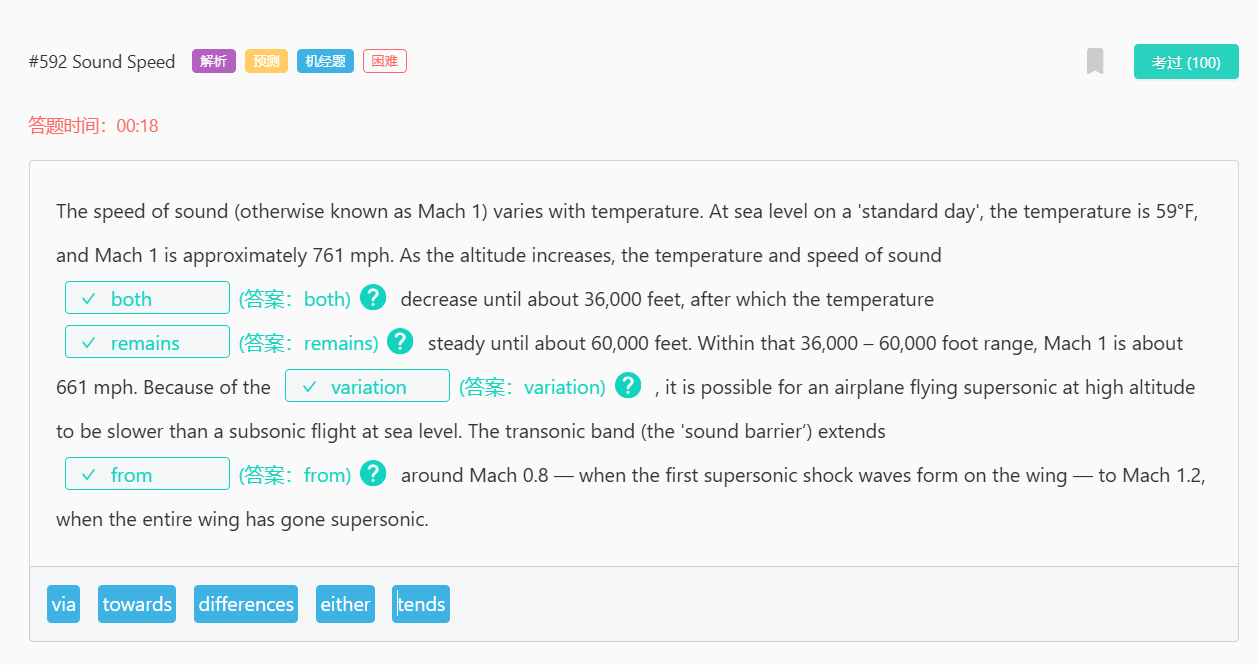 #592 Sound Speed 解析 预测 机经题 困难 考过 (100)
答题时间：00:18
The speed of sound (otherwise known as Mach 1) varies with temperature. At sea level on a 'standard day', the temperature is 59°F,
and Mach 1 is approximately 761 mph. As the altitude increases, the temperature and speed of sound
✓ both (答案：both) ? decrease until about 36,000 feet, after which the temperature
✓ remains (答案：remains) ? steady until about 60,000 feet. Within that 36,000 – 60,000 foot range, Mach 1 is about
661 mph. Because of the ✓ variation (答案：variation) ? , it is possible for an airplane flying supersonic at high altitude
to be slower than a subsonic flight at sea level. The transonic band (the 'sound barrier‘) extends
✓ from (答案：from) ? around Mach 0.8 — when the first supersonic shock waves form on the wing — to Mach 1.2,
when the entire wing has gone supersonic.
via towards differences either tends